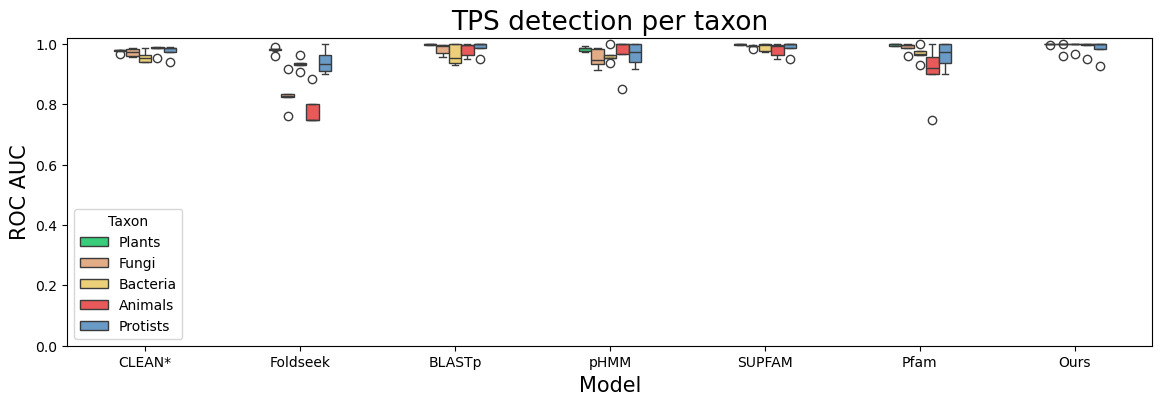 TPS detection per taxon
ROC AUC
1.0
0.8
0.6
0.4
0.2
0.0
Taxon
Plants
Fungi
Bacteria
Animals
Protists
CLEAN*
Foldseek
BLASTp
pHMM
SUPFAM
Pfam
Ours
Model